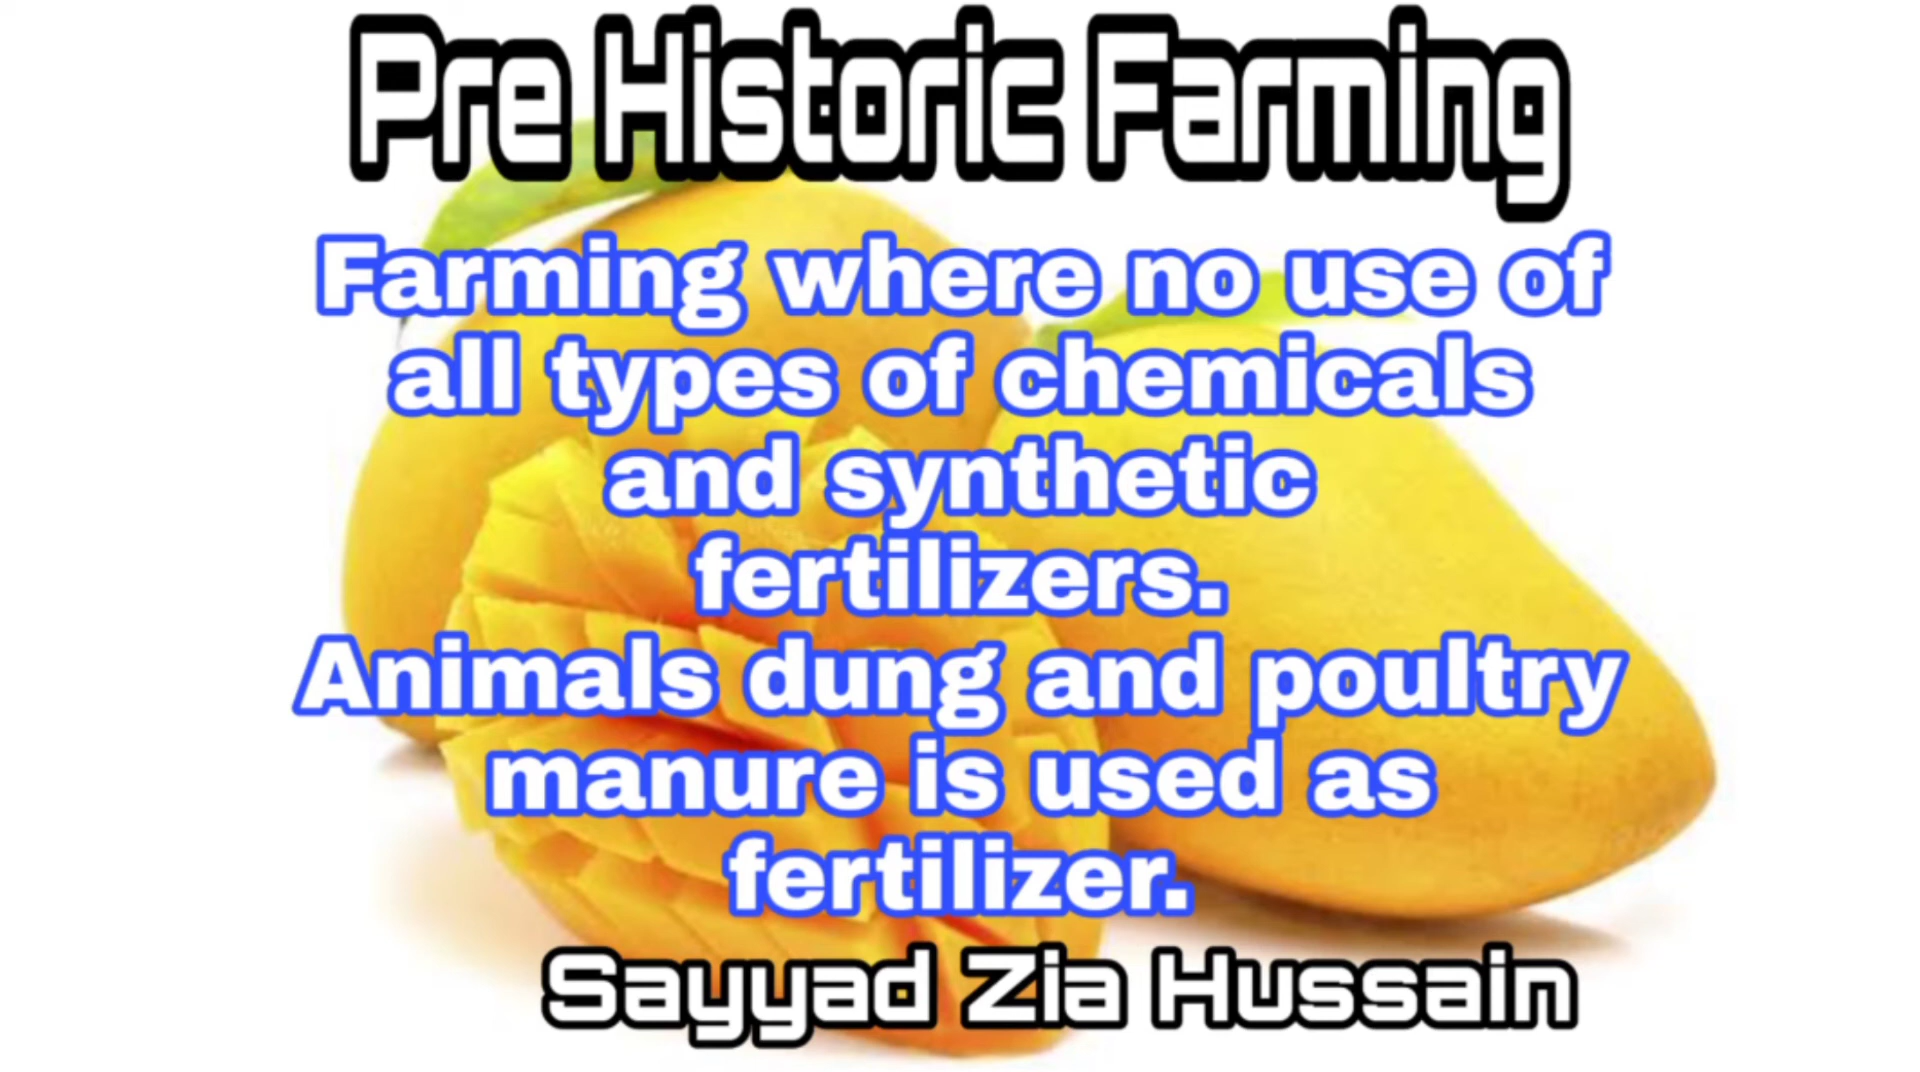 Pre Historic Farming
Farming where no use of
all types of chemicals
and synthetic
fertilizers.
Animals dung and poultry
manure is used as
fertilizer.
Sayyad Zia Hussain